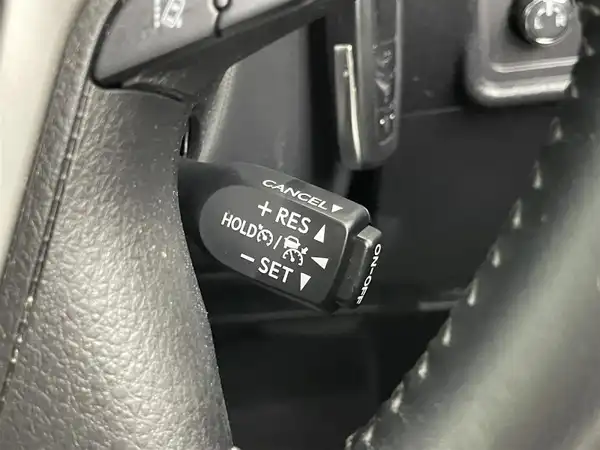 CANCEL▼
+ RES ▲
HOLD / ◀
− SET ▼
ON-OFF